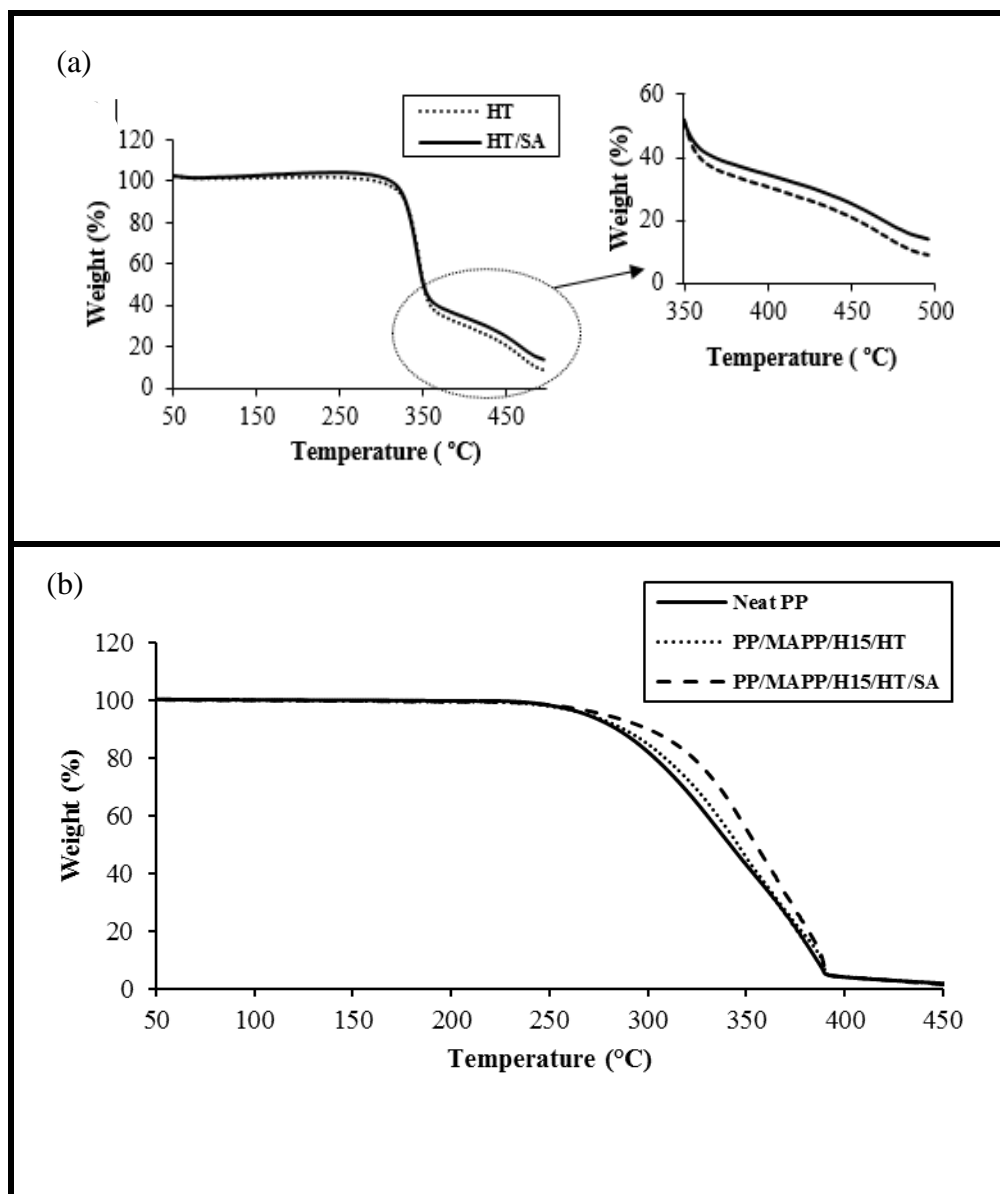 (a)
HT
HT/SA
120
100
80
60
40
20
0
Weight (%)
50 150 250 350 450
Temperature ( °C)
60
40
20
0
Weight (%)
350 400 450 500
Temperature ( °C)
(b)
Neat PP
PP/MAPP/H15/HT
PP/MAPP/H15/HT/SA
120
100
80
60
40
20
0
Weight (%)
50 100 150 200 250 300 350 400 450
Temperature (°C)